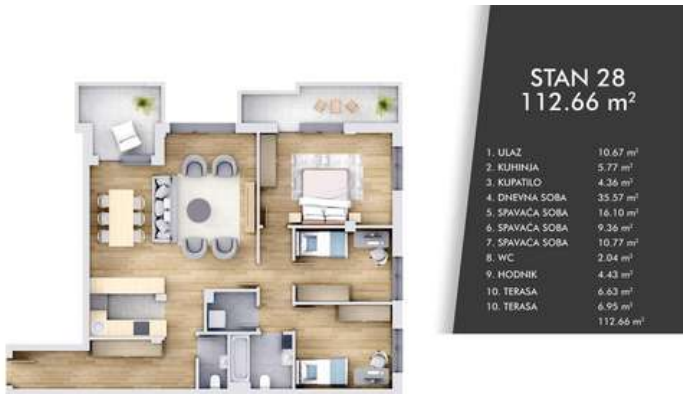 STAN 28
112.66 m²
1. ULAZ 10.67 m²
2. KUHINJA 5.77 m²
3. KUPATILO 4.36 m²
4. DNEVNA SOBA 35.57 m²
5. SPAVAĆA SOBA 16.10 m²
6. SPAVAĆA SOBA 9.36 m²
7. SPAVAĆA SOBA 10.77 m²
8. WC 2.04 m²
9. HODNIK 4.43 m²
10. TERASA 6.63 m²
10. TERASA 6.95 m²
112.66 m²